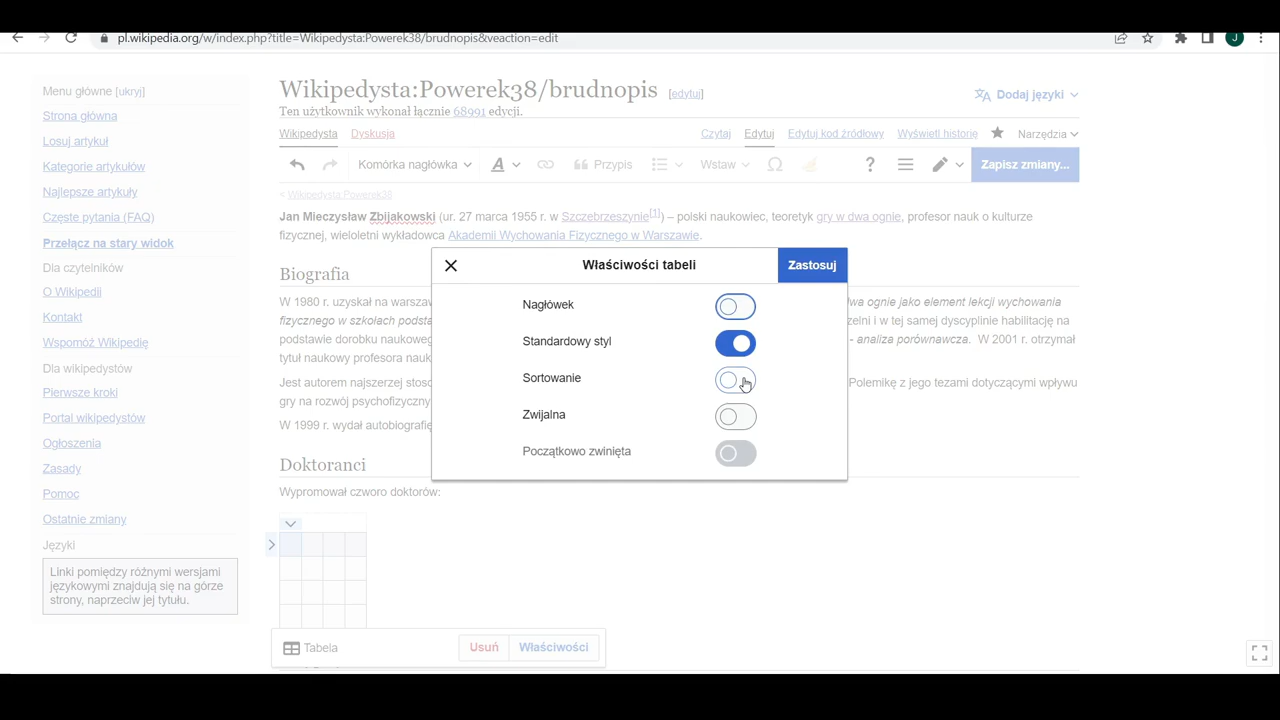 pl.wikipedia.org/w/index.php?title=Wikipedysta:Powerek38/brudnopis&veaction=edit
J
Menu główne [ukryj]
Strona główna
Losuj artykuł
Kategorie artykułów
Najlepsze artykuły
Częste pytania (FAQ)
Przełącz na stary widok
Dla czytelników
O Wikipedii
Kontakt
Wspomóż Wikipedię
Dla wikipedystów
Pierwsze kroki
Portal wikipedystów
Ogłoszenia
Zasady
Pomoc
Ostatnie zmiany
Języki
Linki pomiędzy różnymi wersjami
językowymi znajdują się na górze
strony, naprzeciw jej tytułu.
Wikipedysta:Powerek38/brudnopis [edytuj]
Dodaj języki
Ten użytkownik wykonał łącznie 68991 edycji.
Wikipedysta Dyskusja Czytaj Edytuj Edytuj kod źródłowy Wyświetl historię Narzędzia
Komórka nagłówka A Przypis Wstaw Ω ? Zapisz zmiany...
< Wikipedysta:Powerek38
Jan Mieczysław Zbijakowski (ur. 27 marca 1955 r. w Szczebrzeszynie[1]) – polski naukowiec, teoretyk gry w dwa ognie, profesor nauk o kulturze
fizycznej, wieloletni wykładowca Akademii Wychowania Fizycznego w Warszawie.
Biografia
W 1980 r. uzyskał na warszaw dwa ognie jako element lekcji wychowania
fizycznego w szkołach podsta zelni i w tej samej dyscyplinie habilitację na
podstawie dorobku naukoweg - analiza porównawcza. W 2001 r. otrzymał
tytuł naukowy profesora nauk
Jest autorem najszerzej stoso Polemikę z jego tezami dotyczącymi wpływu
gry na rozwój psychofizyczny
W 1999 r. wydał autobiografię
Właściwości tabeli
Zastosuj
Nagłówek
Standardowy styl
Sortowanie
Zwijalna
Początkowo zwinięta
Doktoranci
Wypromował czworo doktorów:
Tabela Usuń Właściwości